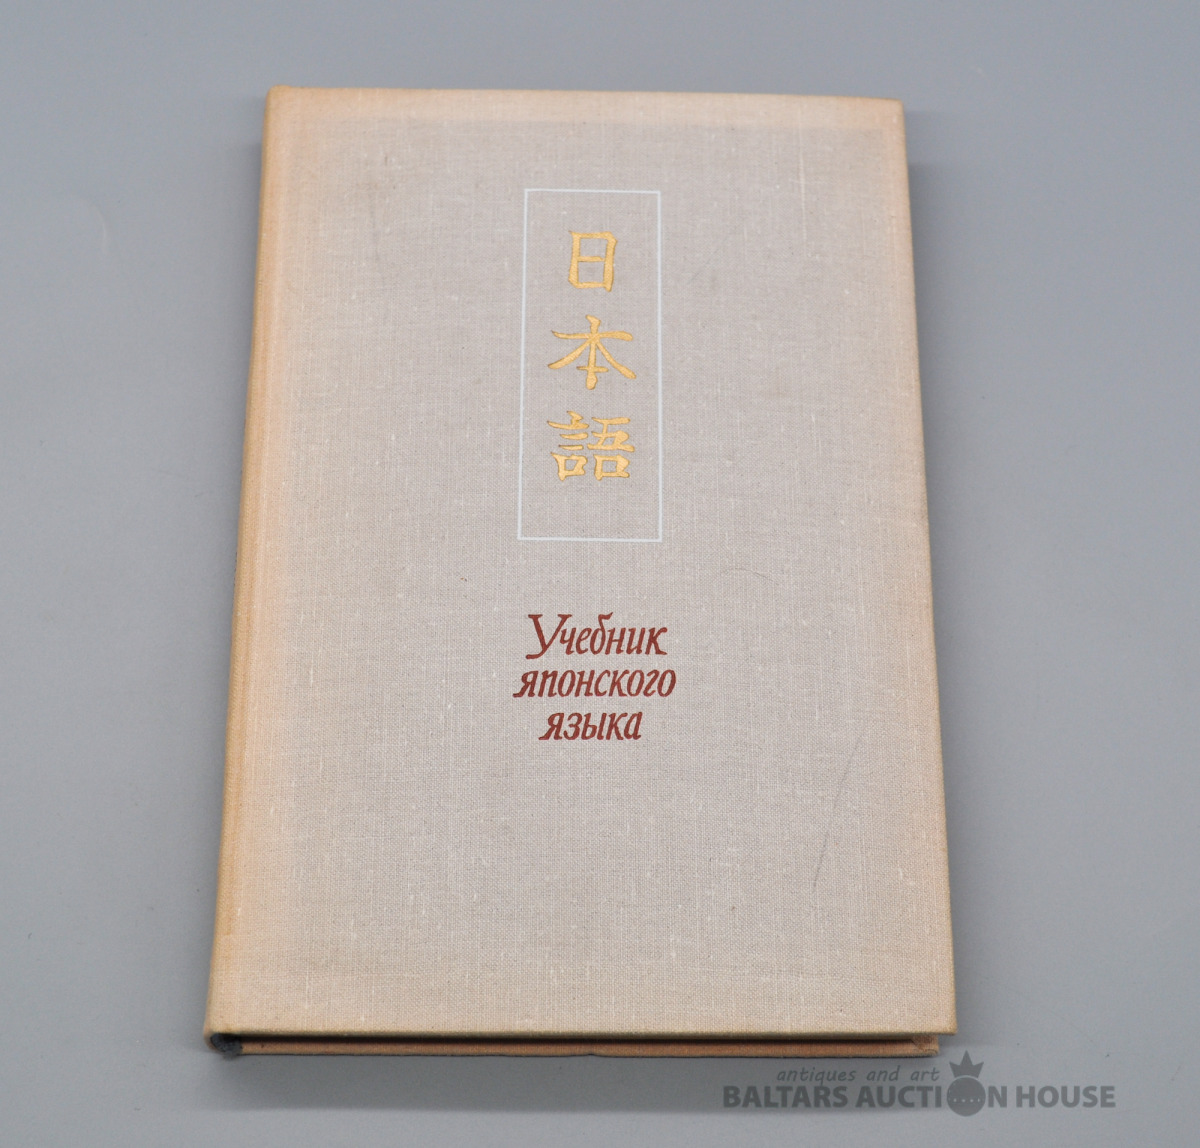 日本語
Учебник
японского
языка
antiques and art
BALTARS AUCTION HOUSE